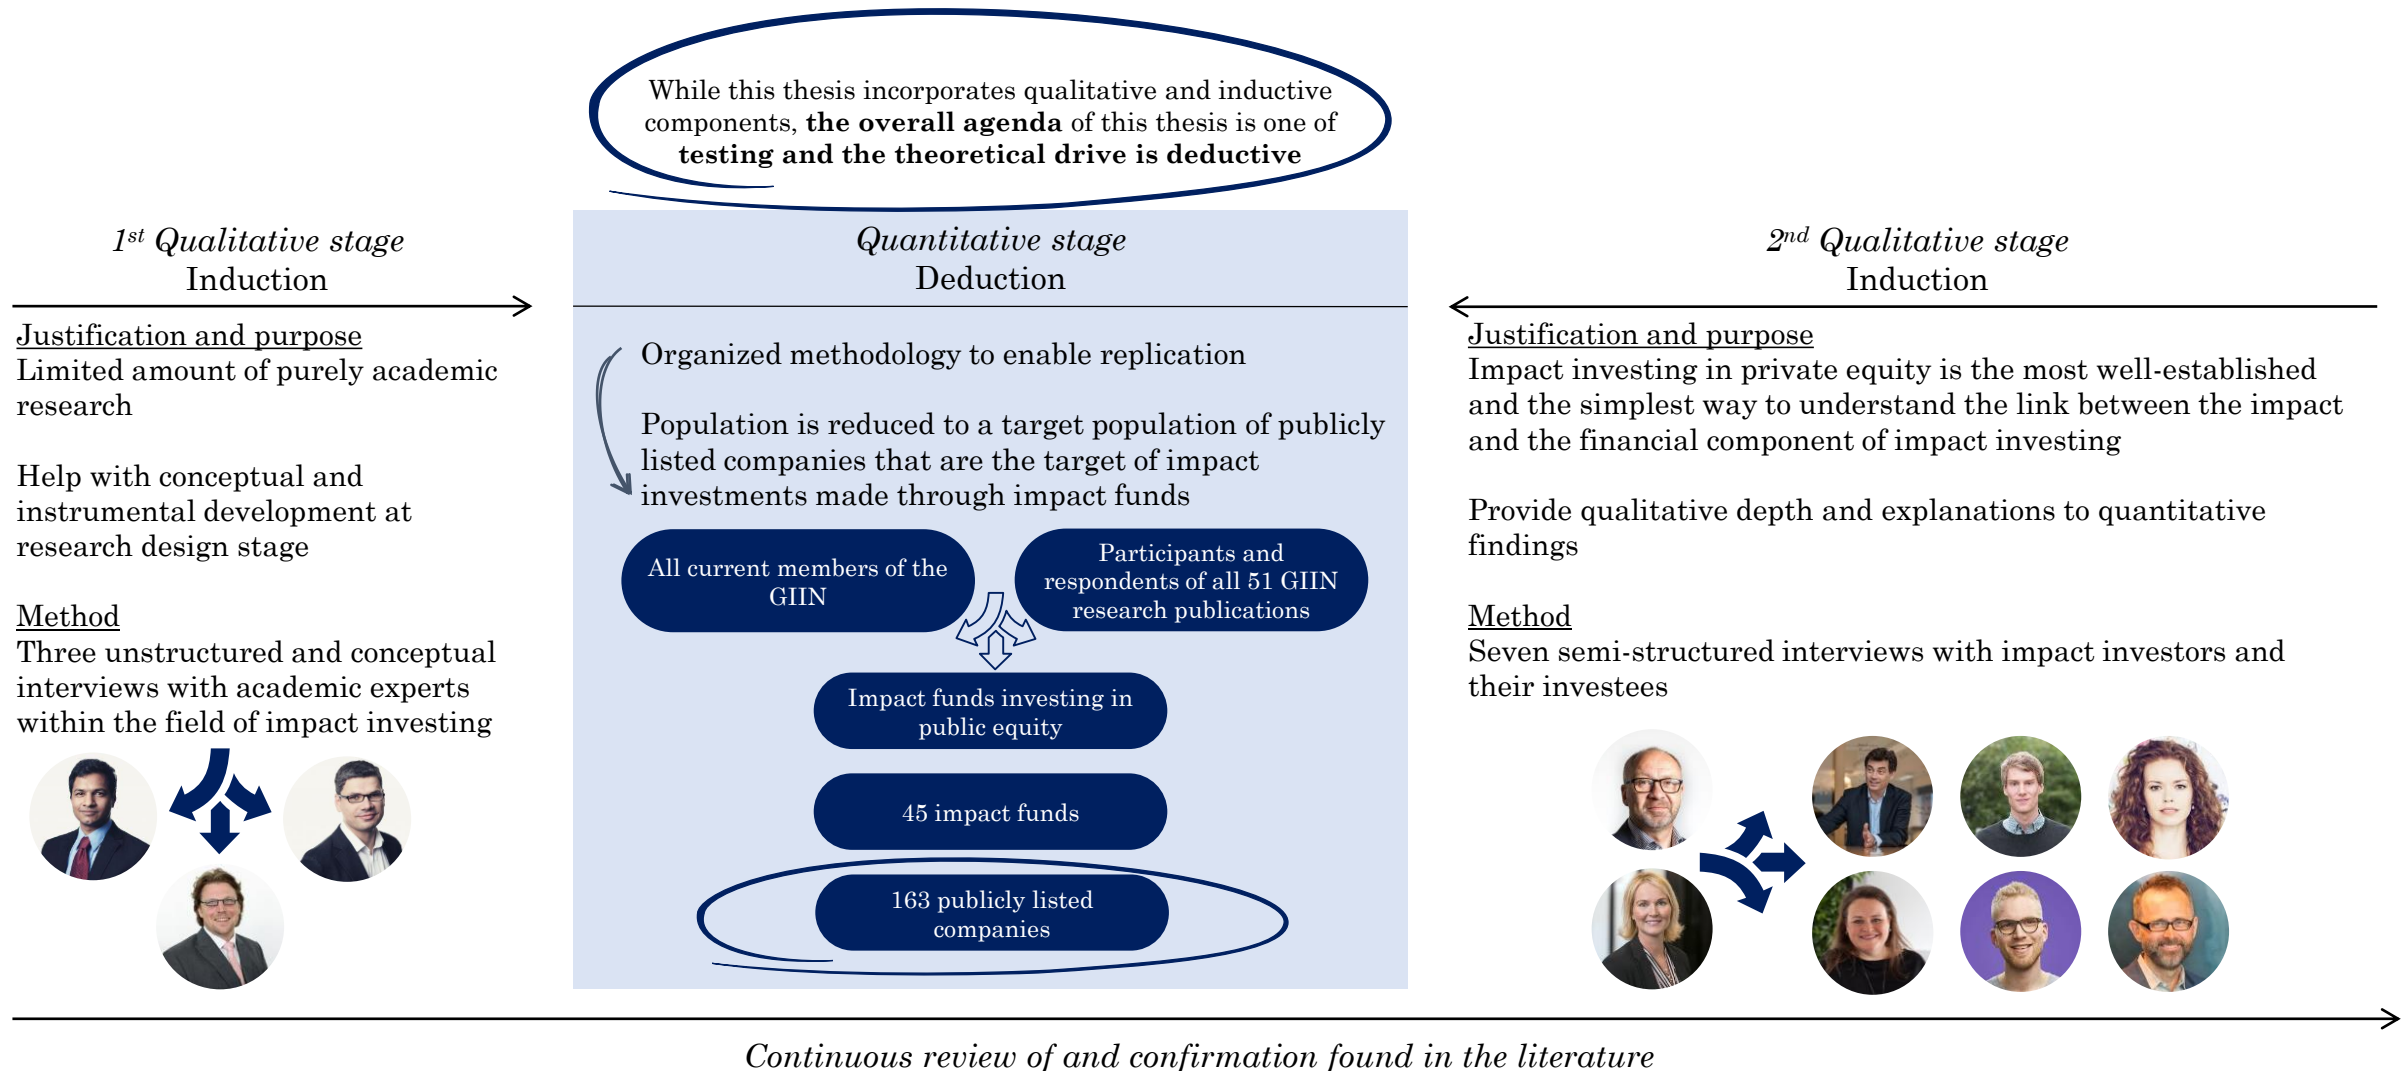 While this thesis incorporates qualitative and inductive
components, the overall agenda of this thesis is one of
testing and the theoretical drive is deductive
1st Qualitative stage
Induction
Justification and purpose
Limited amount of purely academic
research
Help with conceptual and
instrumental development at
research design stage
Method
Three unstructured and conceptual
interviews with academic experts
within the field of impact investing
Quantitative stage
Deduction
Organized methodology to enable replication
Population is reduced to a target population of publicly
listed companies that are the target of impact
investments made through impact funds
All current members of the
GIIN
Participants and
respondents of all 51 GIIN
research publications
Impact funds investing in
public equity
45 impact funds
163 publicly listed
companies
2nd Qualitative stage
Induction
Justification and purpose
Impact investing in private equity is the most well-established
and the simplest way to understand the link between the impact
and the financial component of impact investing
Provide qualitative depth and explanations to quantitative
findings
Method
Seven semi-structured interviews with impact investors and
their investees
Continuous review of and confirmation found in the literature